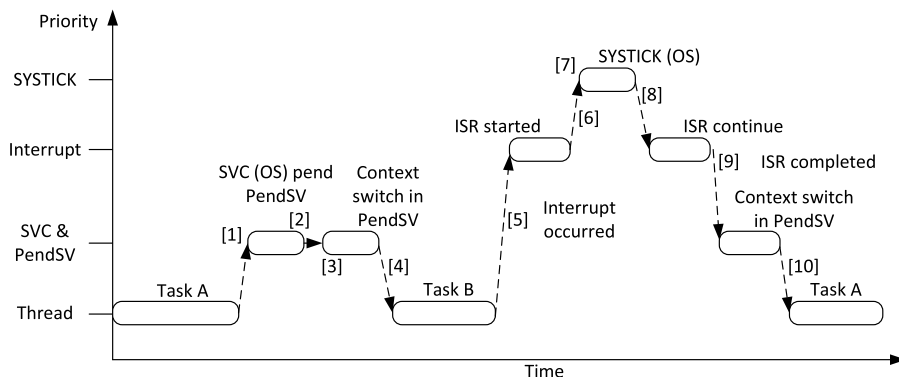 Priority
SYSTICK (OS)
[7]
SYSTICK
[8]
[6]
ISR started
ISR continue
Interrupt
[9]
ISR completed
SVC (OS) pend
PendSV
Context
switch in
PendSV
Context switch
in PendSV
[2]
[5]
Interrupt
occurred
SVC &
PendSV
[1]
[3]
[4]
[10]
Task A
Task B
Task A
Thread
Time